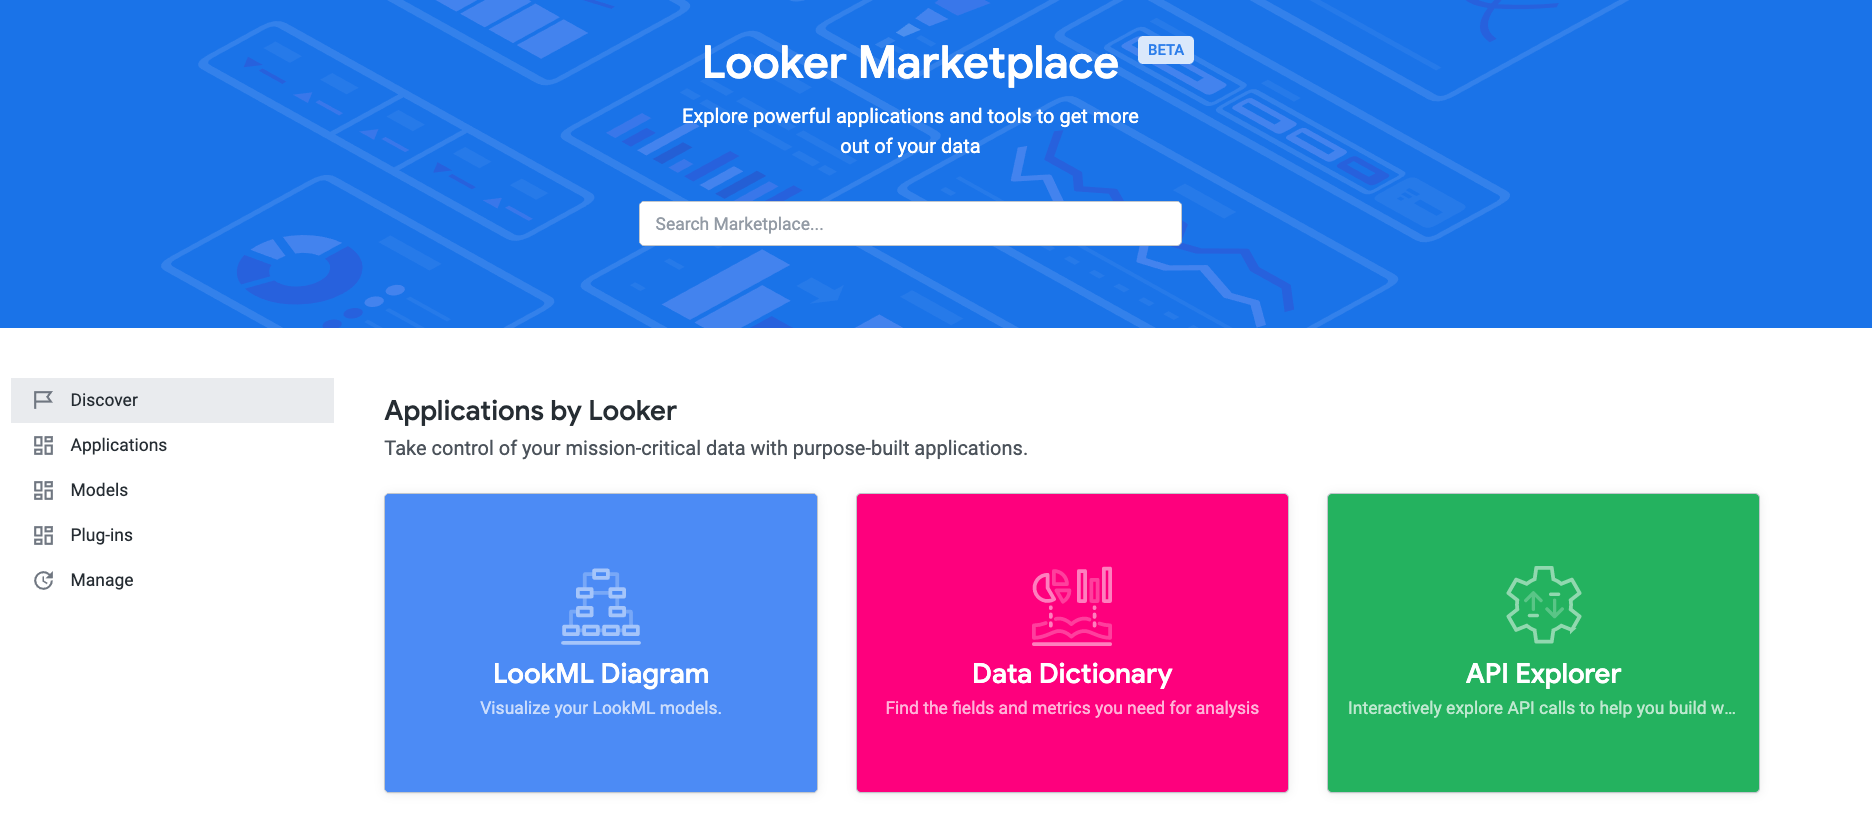 Looker Marketplace
BETA
Explore powerful applications and tools to get more
out of your data
Search Marketplace...
Discover
Applications
Models
Plug-ins
Manage
Applications by Looker
Take control of your mission-critical data with purpose-built applications.
LookML Diagram
Visualize your LookML models.
Data Dictionary
Find the fields and metrics you need for analysis
API Explorer
Interactively explore API calls to help you build w...